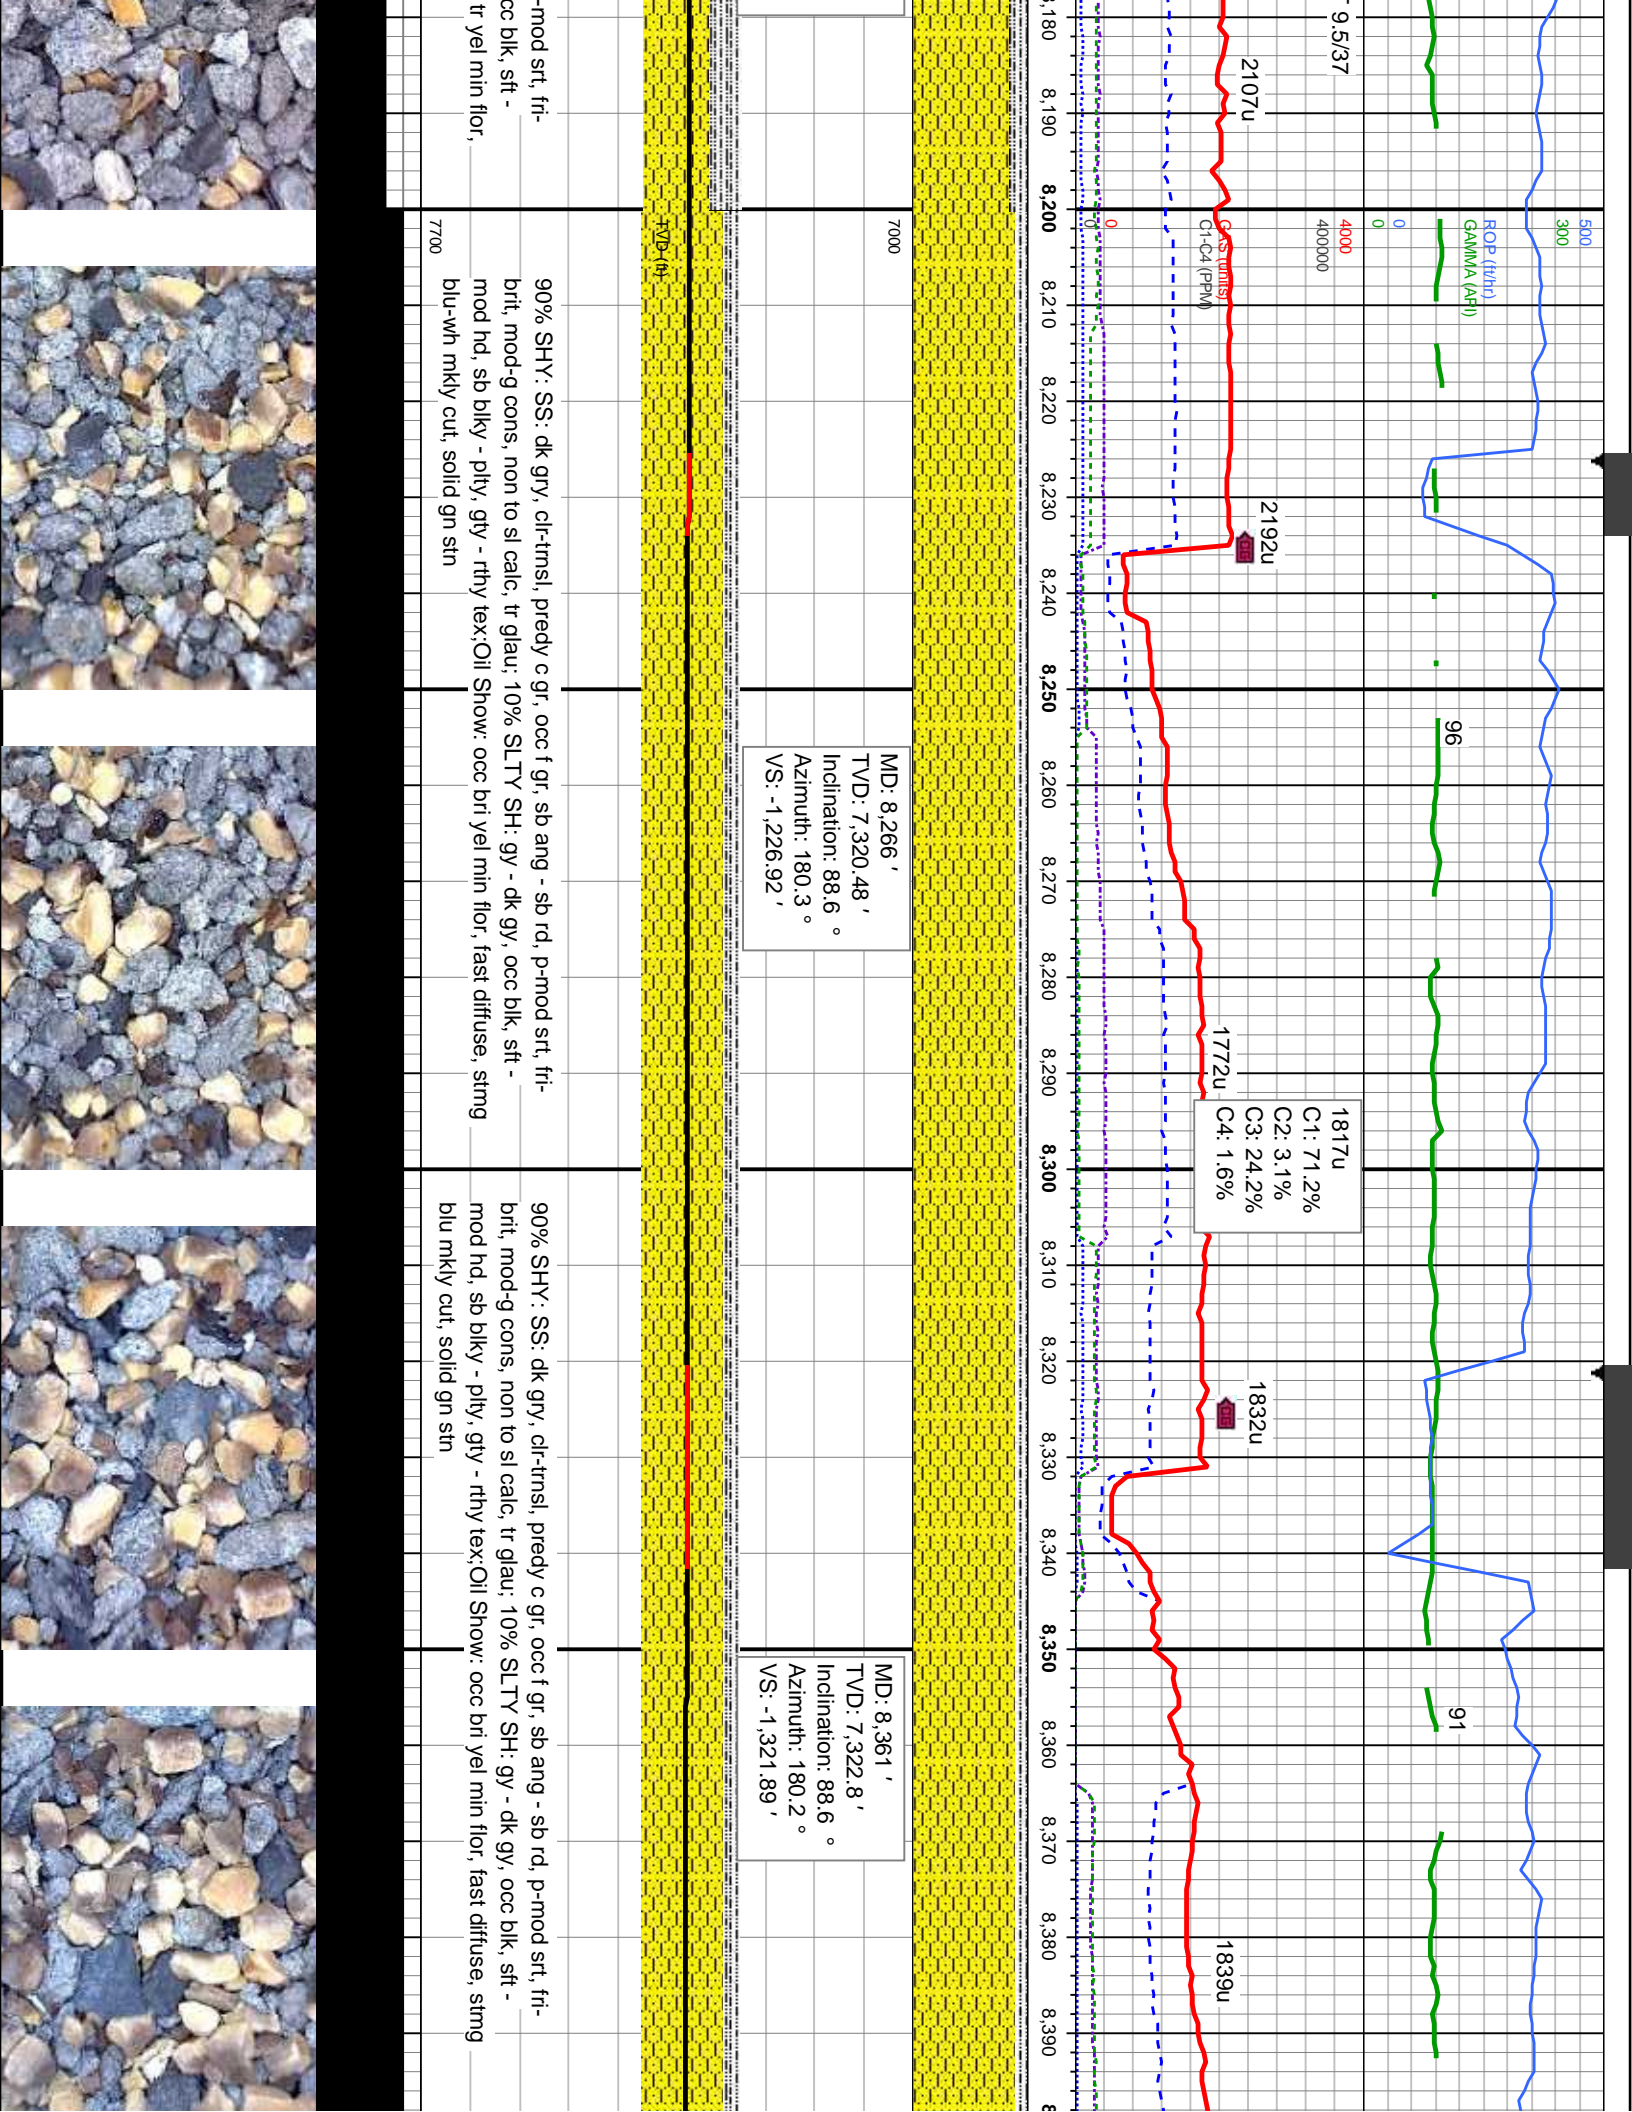 9.5/37
2107u
2192u
1772u
1817u
C1: 71.2%
C2: 3.1%
C3: 24.2%
C4: 1.6%
1832u
1839u
96
91
500
300
ROP (ft/hr)
GAMMA (API)
0
0
4000
40000
GAS (units)
C1-C4 (PPM)
0
0
8,190
8,200
8,210
8,220
8,230
8,240
8,250
8,260
8,270
8,280
8,290
8,300
8,310
8,320
8,330
8,340
8,350
8,360
8,370
8,380
8,390
7000
MD: 8,266 '
TVD: 7,320.48 '
Inclination: 88.6 °
Azimuth: 180.3 °
VS: -1,226.92 '
MD: 8,361 '
TVD: 7,322.8 '
Inclination: 88.6 °
Azimuth: 180.2 °
VS: -1,321.89 '
TVD (ft)
7700
-mod srt, fri-
cc blk, sft -
tr yel min flor,
90% SHY: SS: dk gry, clr-trnsl, predy c gr, occ f gr, sb ang - sb rd, p-mod srt, fri-
brit, mod-g cons, non to sl calc, tr glau; 10% SLTY SH: gy - dk gy, occ blk, sft -
mod hd, sb blky - plty, gty - rthy tex;Oil Show: occ bri yel min flor, fast diffuse, stmg
blu-wh mkly cut, solid gn stn
90% SHY: SS: dk gry, clr-trnsl, predy c gr, occ f gr, sb ang - sb rd, p-mod srt, fri-
brit, mod-g cons, non to sl calc, tr glau; 10% SLTY SH: gy - dk gy, occ blk, sft -
mod hd, sb blky - plty, gty - rthy tex;Oil Show: occ bri yel min flor, fast diffuse, stmg
blu mkly cut, solid gn stn